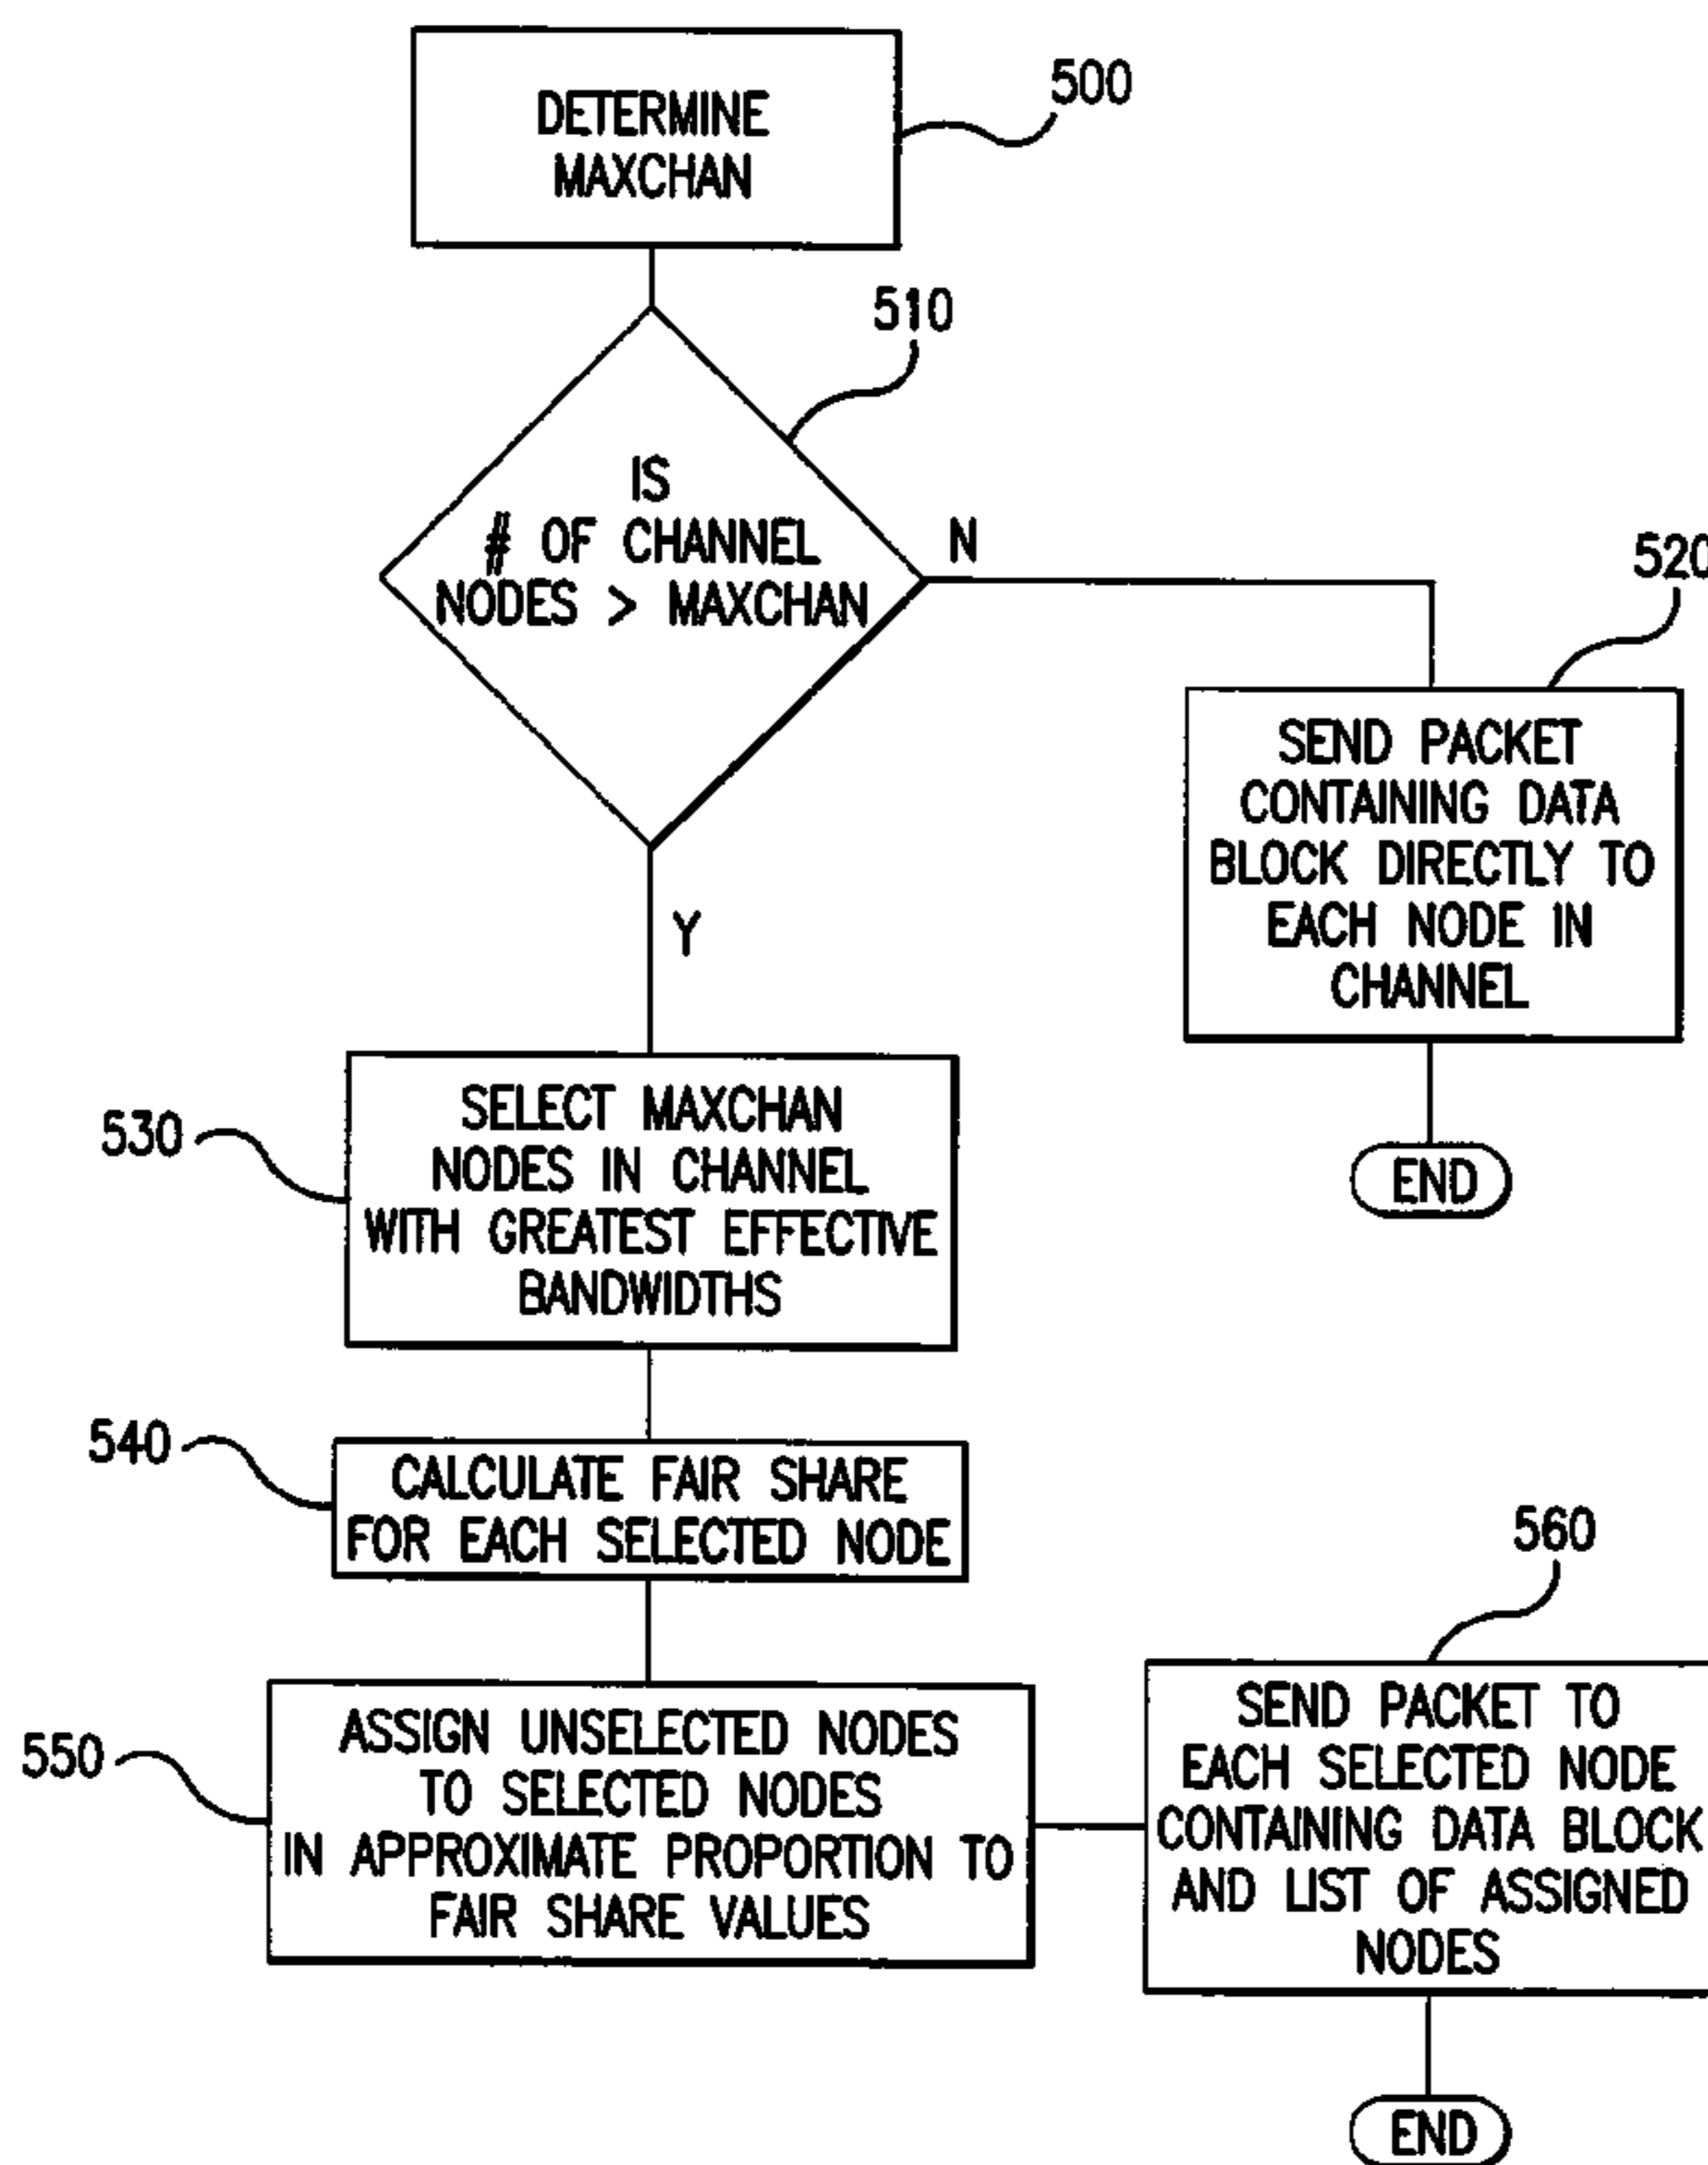 DETERMINE
MAXCHAN
500
510
IS
# OF CHANNEL
NODES > MAXCHAN
N
520
SEND PACKET
CONTAINING DATA
BLOCK DIRECTLY TO
EACH NODE IN
CHANNEL
END
Y
530
SELECT MAXCHAN
NODES IN CHANNEL
WITH GREATEST EFFECTIVE
BANDWIDTHS
540
CALCULATE FAIR SHARE
FOR EACH SELECTED NODE
550
ASSIGN UNSELECTED NODES
TO SELECTED NODES
IN APPROXIMATE PROPORTION TO
FAIR SHARE VALUES
560
SEND PACKET TO
EACH SELECTED NODE
CONTAINING DATA BLOCK
AND LIST OF ASSIGNED
NODES
END